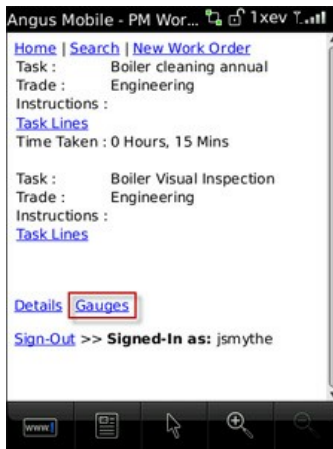 Angus Mobile - PM Wor... 1xev
Home | Search | New Work Order
Task : Boiler cleaning annual
Trade : Engineering
Instructions :
Task Lines
Time Taken : 0 Hours, 15 Mins
Task : Boiler Visual Inspection
Trade : Engineering
Instructions :
Task Lines
Details Gauges
Sign-Out >> Signed-In as: jsmythe
www